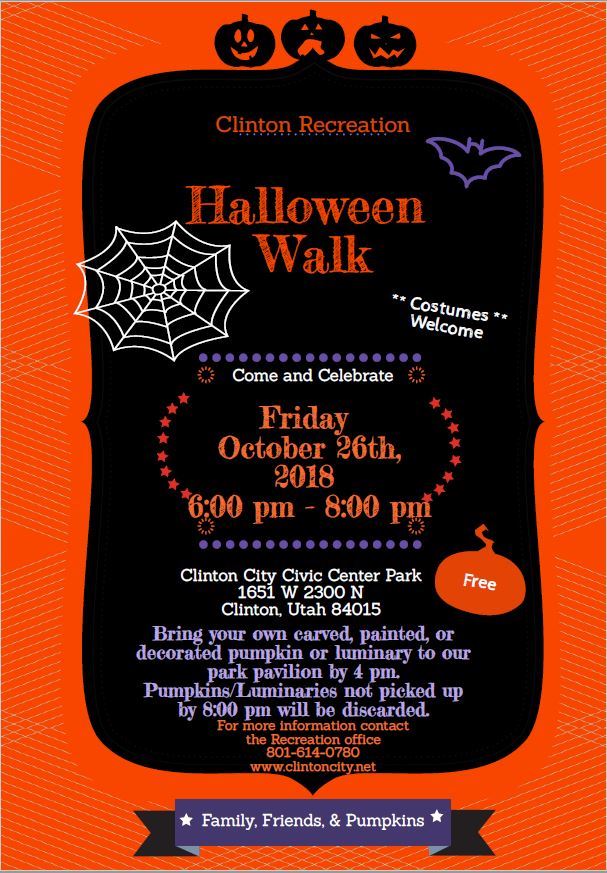 Clinton Recreation
Halloween
Walk
** Costumes **
Welcome
Come and Celebrate
Friday
October 26th,
2018
6:00 pm - 8:00 pm
Clinton City Civic Center Park
1651 W 2300 N
Clinton, Utah 84015
Free
Bring your own carved, painted, or
decorated pumpkin or luminary to our
park pavilion by 4 pm.
Pumpkins/Luminaries not picked up
by 8:00 pm will be discarded.
For more information contact
the Recreation office
801-614-0780
www.clintoncity.net
Family, Friends, & Pumpkins